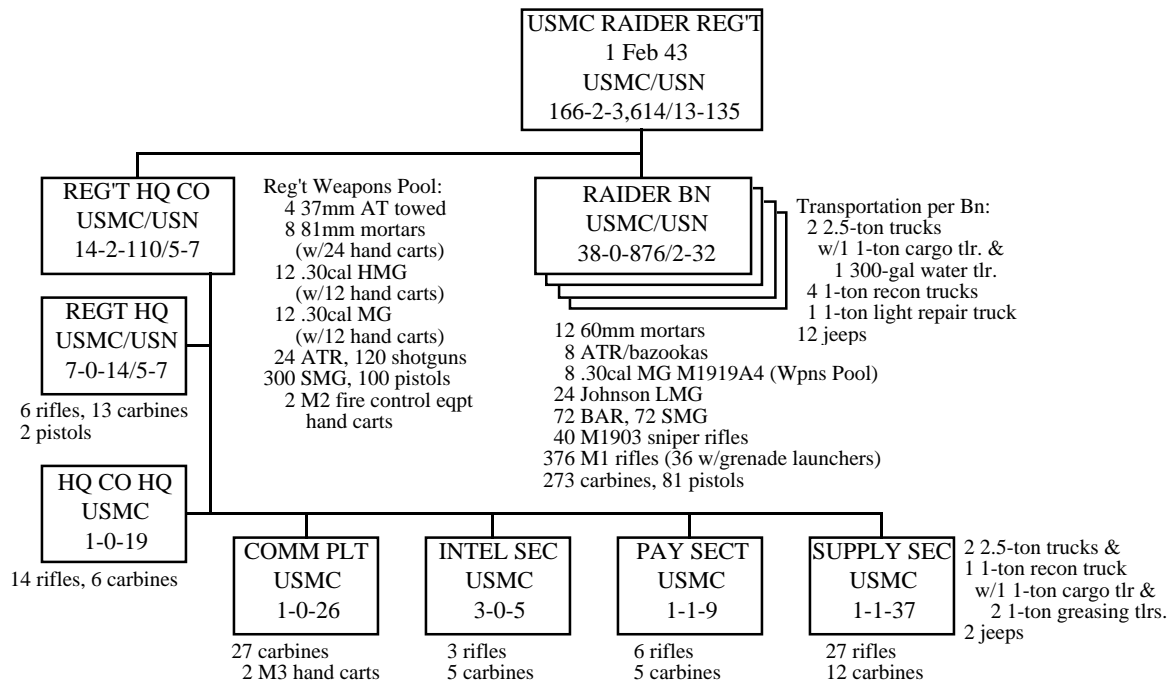 USMC RAIDER REG'T
1 Feb 43
USMC/USN
166-2-3,614/13-135
REG'T HQ CO
USMC/USN
14-2-110/5-7
Reg't Weapons Pool:
4 37mm AT towed
8 81mm mortars
(w/24 hand carts)
12 .30cal HMG
(w/12 hand carts)
12 .30cal MG
(w/12 hand carts)
24 ATR, 120 shotguns
300 SMG, 100 pistols
2 M2 fire control eqpt
hand carts
RAIDER BN
USMC/USN
38-0-876/2-32
Transportation per Bn:
2 2.5-ton trucks
w/1 1-ton cargo tlr. &
1 300-gal water tlr.
4 1-ton recon trucks
1 1-ton light repair truck
12 jeeps
12 60mm mortars
8 ATR/bazookas
8 .30cal MG M1919A4 (Wpns Pool)
24 Johnson LMG
72 BAR, 72 SMG
40 M1903 sniper rifles
376 M1 rifles (36 w/grenade launchers)
273 carbines, 81 pistols
REGT HQ
USMC/USN
7-0-14/5-7
6 rifles, 13 carbines
2 pistols
HQ CO HQ
USMC
1-0-19
14 rifles, 6 carbines
COMM PLT
USMC
1-0-26
27 carbines
2 M3 hand carts
INTEL SEC
USMC
3-0-5
3 rifles
5 carbines
PAY SECT
USMC
1-1-9
6 rifles
5 carbines
SUPPLY SEC
USMC
1-1-37
27 rifles
12 carbines
2 2.5-ton trucks &
1 1-ton recon truck
w/1 1-ton cargo tlr &
2 1-ton greasing tlrs.
2 jeeps